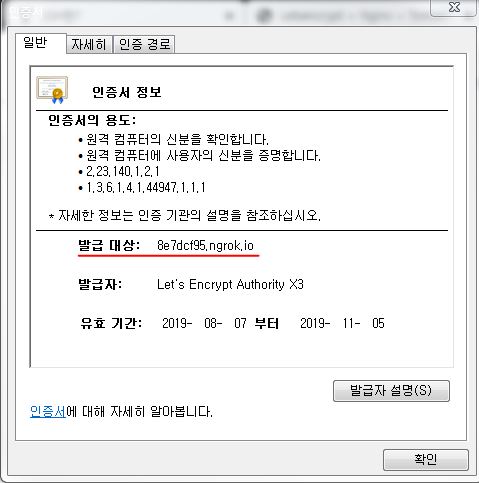 인증서
일반
자세히
인증 경로
인증서 정보
인증서의 용도:
• 원격 컴퓨터의 신분을 확인합니다.
• 원격 컴퓨터에 사용자의 신분을 증명합니다.
• 2.23.140.1.2.1
• 1.3.6.1.4.1.44947.1.1.1
* 자세한 정보는 인증 기관의 설명을 참조하십시오.
발급 대상: 8e7dcf95.ngrok.io
발급자: Let's Encrypt Authority X3
유효 기간: 2019- 08- 07 부터 2019- 11- 05
발급자 설명(S)
인증서에 대해 자세히 알아봅니다.
확인